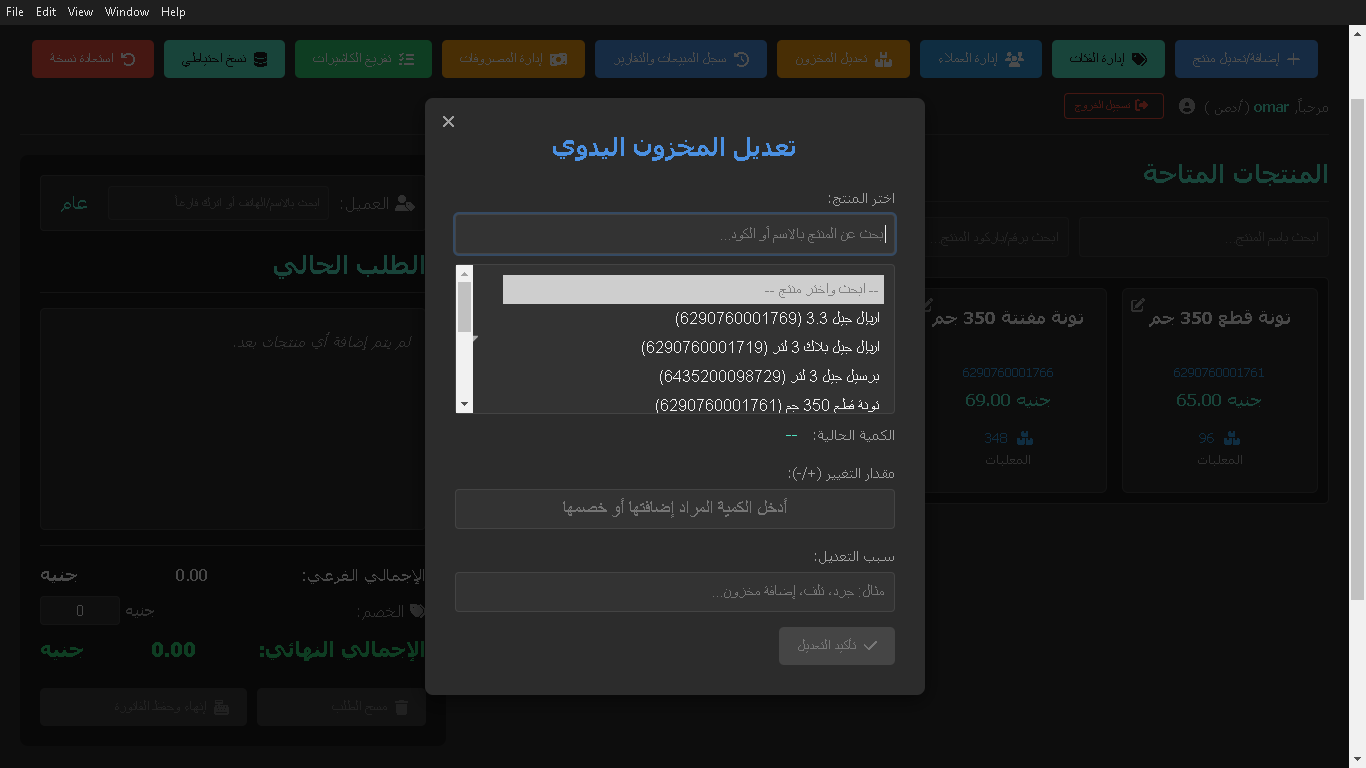 File Edit View Window Help
إضافة/تعديل منتج
إدارة الفئات
إدارة العملاء
تعديل المخزون
سجل المبيعات والتقارير
إدارة المصروفات
تفريغ الكاشيرات
نسخ احتياطي
استعادة نسخة
مرحباً, omar (أدمن )
تسجيل الخروج
المنتجات المتاحة
ابحث باسم المنتج...
ابحث برقم/باركود المنتج...
تونة قطع 350 جم
6290760001761
65.00 جنيه
96
المعلبات
تونة مفتتة 350 جم
6290760001766
69.00 جنيه
348
المعلبات
تعديل المخزون اليدوي
اختر المنتج:
ابحث عن المنتج بالاسم أو الكود...
-- ابحث واختر منتج --
اريال جيل 3.3 (6290760001769)
اريال جيل بلاك 3 لتر (6290760001719)
برسيل جيل 3 لتر (6435200098729)
تونة قطع 350 جم (6290760001761)
الكمية الحالية: --
مقدار التغيير (+/-):
أدخل الكمية المراد إضافتها أو خصمها
سبب التعديل:
مثال: جرد، تلف، إضافة مخزون...
تأكيد التعديل
العميل:
ابحث بالاسم/الهاتف أو اترك فارغاً
عام
الطلب الحالي
لم يتم إضافة أي منتجات بعد.
الإجمالي الفرعي: 0.00 جنيه
الخصم: جنيه 0
الإجمالي النهائي: 0.00 جنيه
مسح الطلب
إنهاء وحفظ الفاتورة